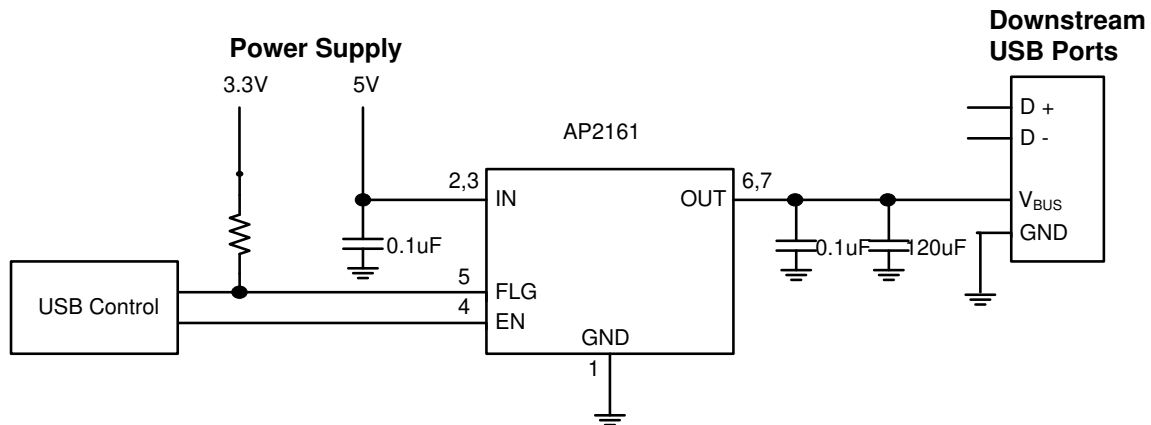 Downstream
USB Ports
Power Supply
3.3V
5V
D +
D -
AP2161
2,3
6,7
IN
OUT
VBUS
GND
0.1uF
0.1uF
120uF
USB Control
5
FLG
4
EN
GND
1